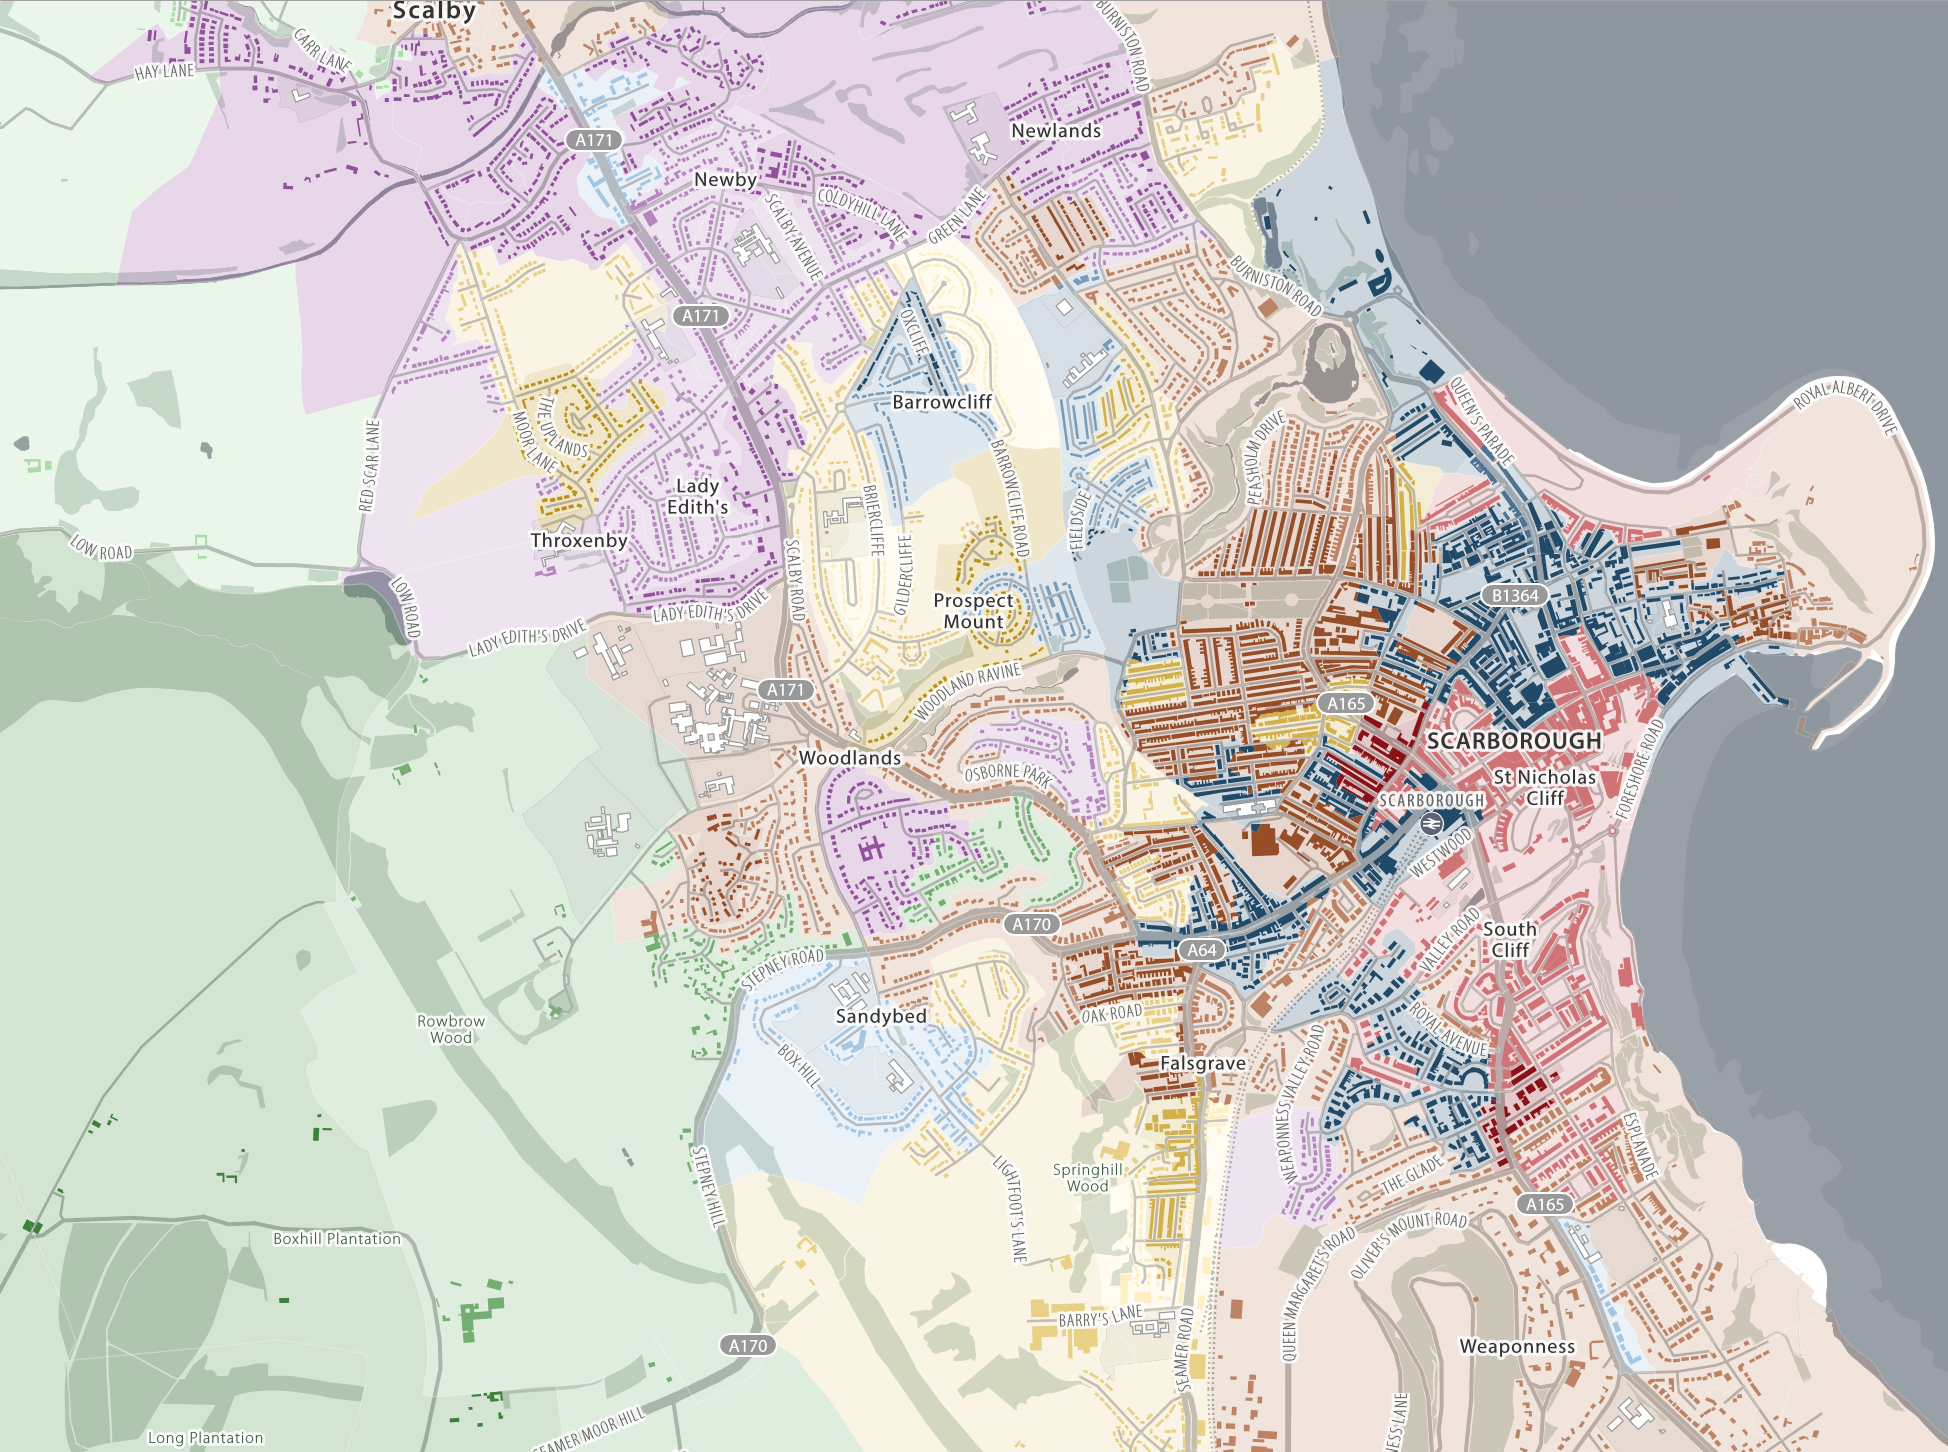 Scalby
CARR LANE
HAY LANE
BURNISTON ROAD
A171
Newlands
Newby
SCALBY AVENUE
COLDYHILL LANE
GREEN LANE
BURNISTON ROAD
A171
OXCLIFF
Barrowcliff
THE UPLANDS
MOOR LANE
QUEEN'S PARADE
ROYAL ALBERT DRIVE
PEASHOLM DRIVE
RED SCAR LANE
Lady
Edith's
BARROWCLIFF ROAD
BRIERCLIFFE
FIELDSIDE
Throxenby
LOW ROAD
LOW ROAD
SCALBY ROAD
GILDERCLIFFE
LADY EDITH'S DRIVE
LADY EDITH'S DRIVE
Prospect
Mount
B1364
A171
WOODLAND RAVINE
A165
Woodlands
OSBORNE PARK
SCARBOROUGH
St Nicholas
Cliff
FORESHORE ROAD
SCARBOROUGH
WESTWOOD
A170
VALLEY ROAD
South
Cliff
A64
STEPNEY ROAD
Sandybed
OAK ROAD
Rowbrow
Wood
BOX HILL
ROYAL AVENUE
Falsgrave
WEAPONNESS VALLEY ROAD
ESPLANADE
STEPNEY HILL
LIGHTFOOT'S LANE
Springhill
Wood
THE GLADE
A165
OLIVER'S MOUNT ROAD
QUEEN MARGARET'S ROAD
Boxhill Plantation
BARRY'S LANE
SEAMER ROAD
A170
Weaponness
NESS LANE
SEAMER MOOR HILL
Long Plantation